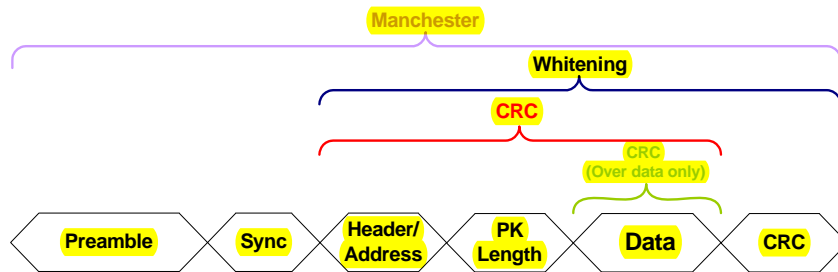 Manchester
Whitening
CRC
CRC
(Over data only)
Preamble
Sync
Header/
Address
PK
Length
Data
CRC